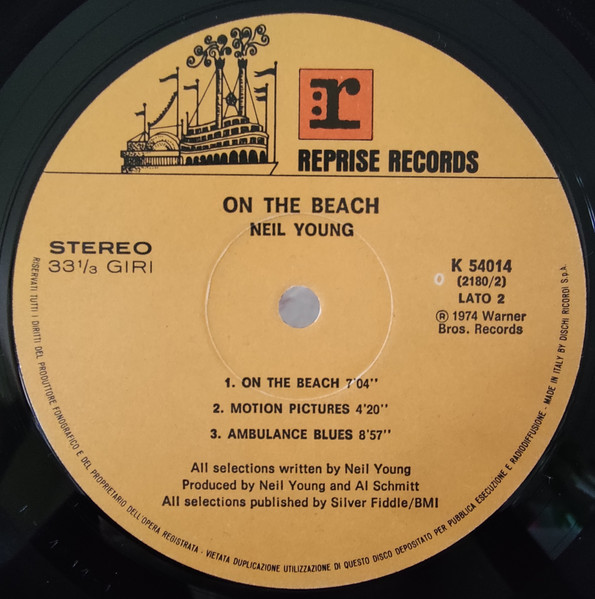 r
REPRISE RECORDS
ON THE BEACH
NEIL YOUNG
STEREO
33 1/3 GIRI
K 54014
(2180/2)
LATO 2
℗ 1974 Warner
Bros. Records
1. ON THE BEACH 7'04''
2. MOTION PICTURES 4'20''
3. AMBULANCE BLUES 8'57''
All selections written by Neil Young
Produced by Neil Young and Al Schmitt
All selections published by Silver Fiddle/BMI
RISERVATI TUTTI I DIRITTI DEL PRODUTTORE FONOGRAFICO E DEL PROPRIETARIO DELL'OPERA REGISTRATA - VIETATA DUPLICAZIONE UTILIZZAZIONE DI QUESTO DISCO DEPOSITATO PER PUBBLICA ESECUZIONE E RADIODIFFUSIONE - MADE IN ITALY BY DISCHI RICORDI S.p.A.